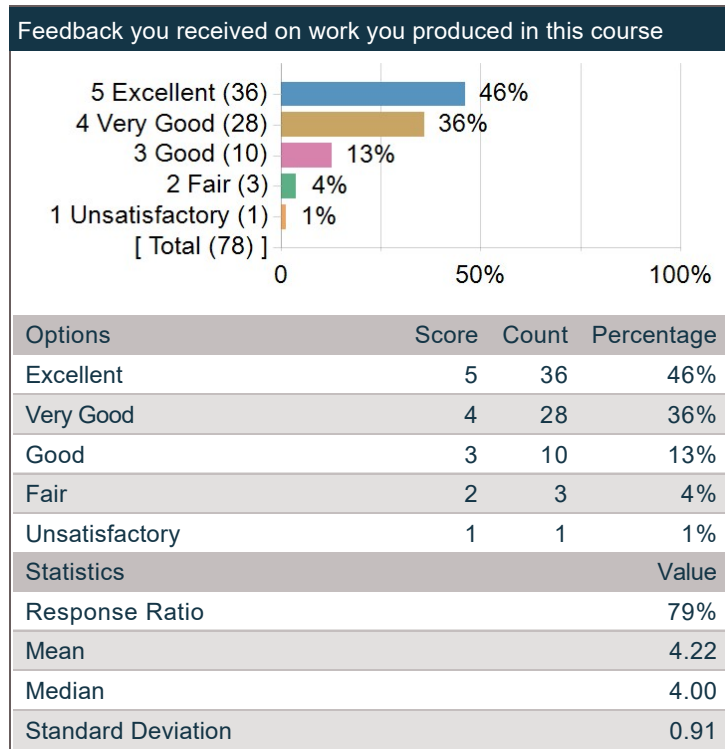 Feedback you received on work you produced in this course
5 Excellent (36) 46%
4 Very Good (28) 36%
3 Good (10) 13%
2 Fair (3) 4%
1 Unsatisfactory (1) 1%
[ Total (78) ]
0 50% 100%
Options Score Count Percentage
Excellent 5 36 46%
Very Good 4 28 36%
Good 3 10 13%
Fair 2 3 4%
Unsatisfactory 1 1 1%
Statistics Value
Response Ratio 79%
Mean 4.22
Median 4.00
Standard Deviation 0.91